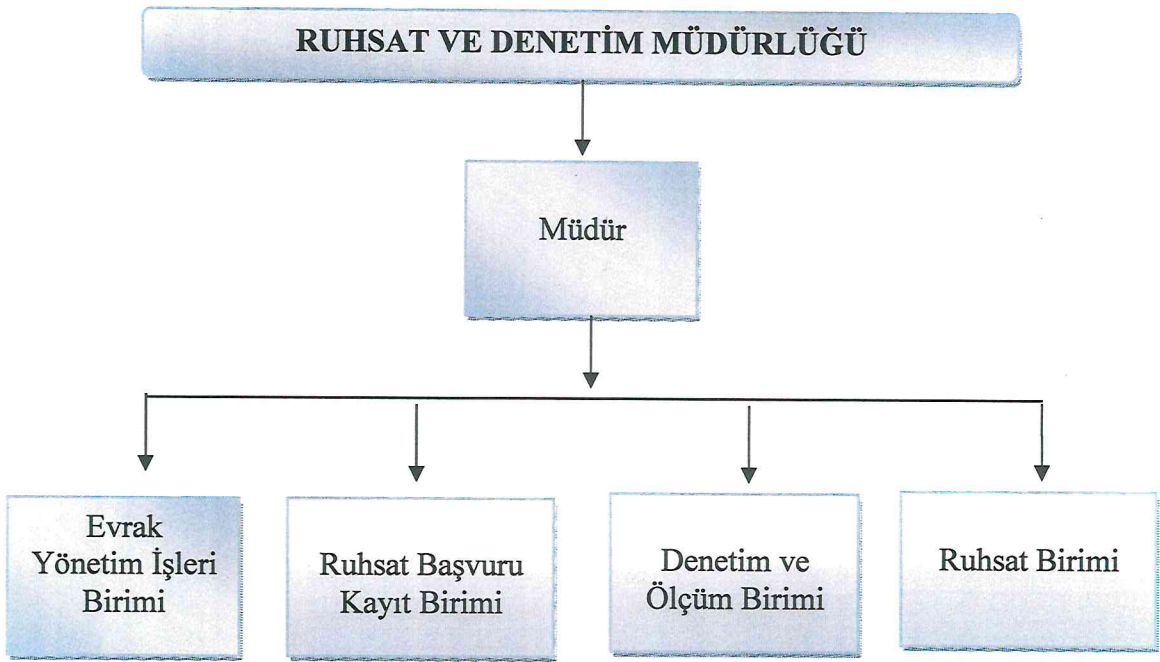 RUHSAT VE DENETİM MÜDÜRLÜĞÜ
Müdür
Evrak
Yönetim İşleri
Birimi
Ruhsat Başvuru
Kayıt Birimi
Denetim ve
Ölçüm Birimi
Ruhsat Birimi